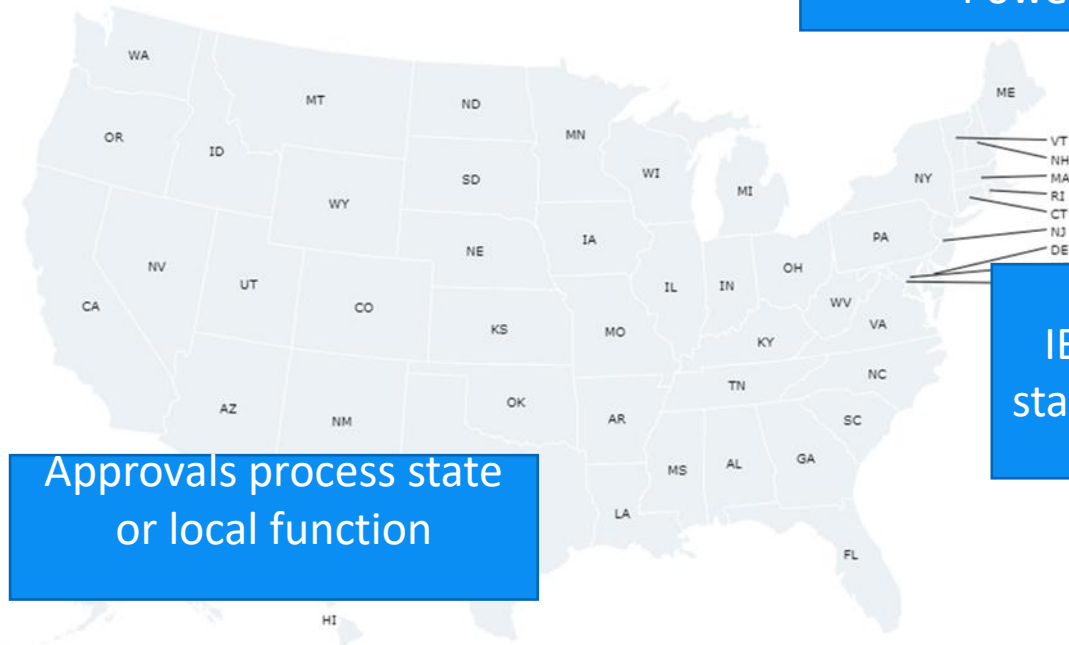 WA
MT
ND
ME
MN
OR
ID
VT
NH
WI
MA
SD
NY
MI
RI
WY
CT
NJ
PA
IA
DE
NE
NV
OH
UT
IL
IN
CO
WV
CA
VA
KS
MO
KY
NC
TN
OK
AZ
AR
SC
NM
GA
AL
MS
Approvals process state
or local function
LA
FL
HI